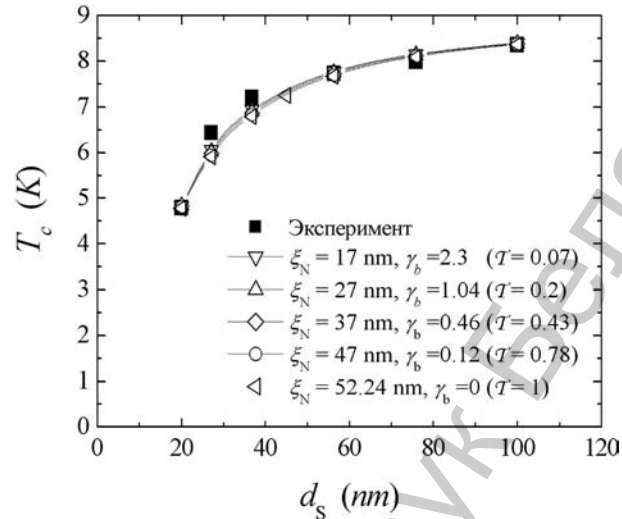 9
8
7
6
5
4
3
2
1
0
T_c (K)
Эксперимент
ξ_N = 17 nm, γ_b =2.3 (𝒯 = 0.07)
ξ_N = 27 nm, γ_b =1.04 (𝒯 = 0.2)
ξ_N = 37 nm, γ_b =0.46 (𝒯 = 0.43)
ξ_N = 47 nm, γ_b =0.12 (𝒯 = 0.78)
ξ_N = 52.24 nm, γ_b =0 (𝒯 = 1)
0 20 40 60 80 100 120
d_S (nm)
ук Бел